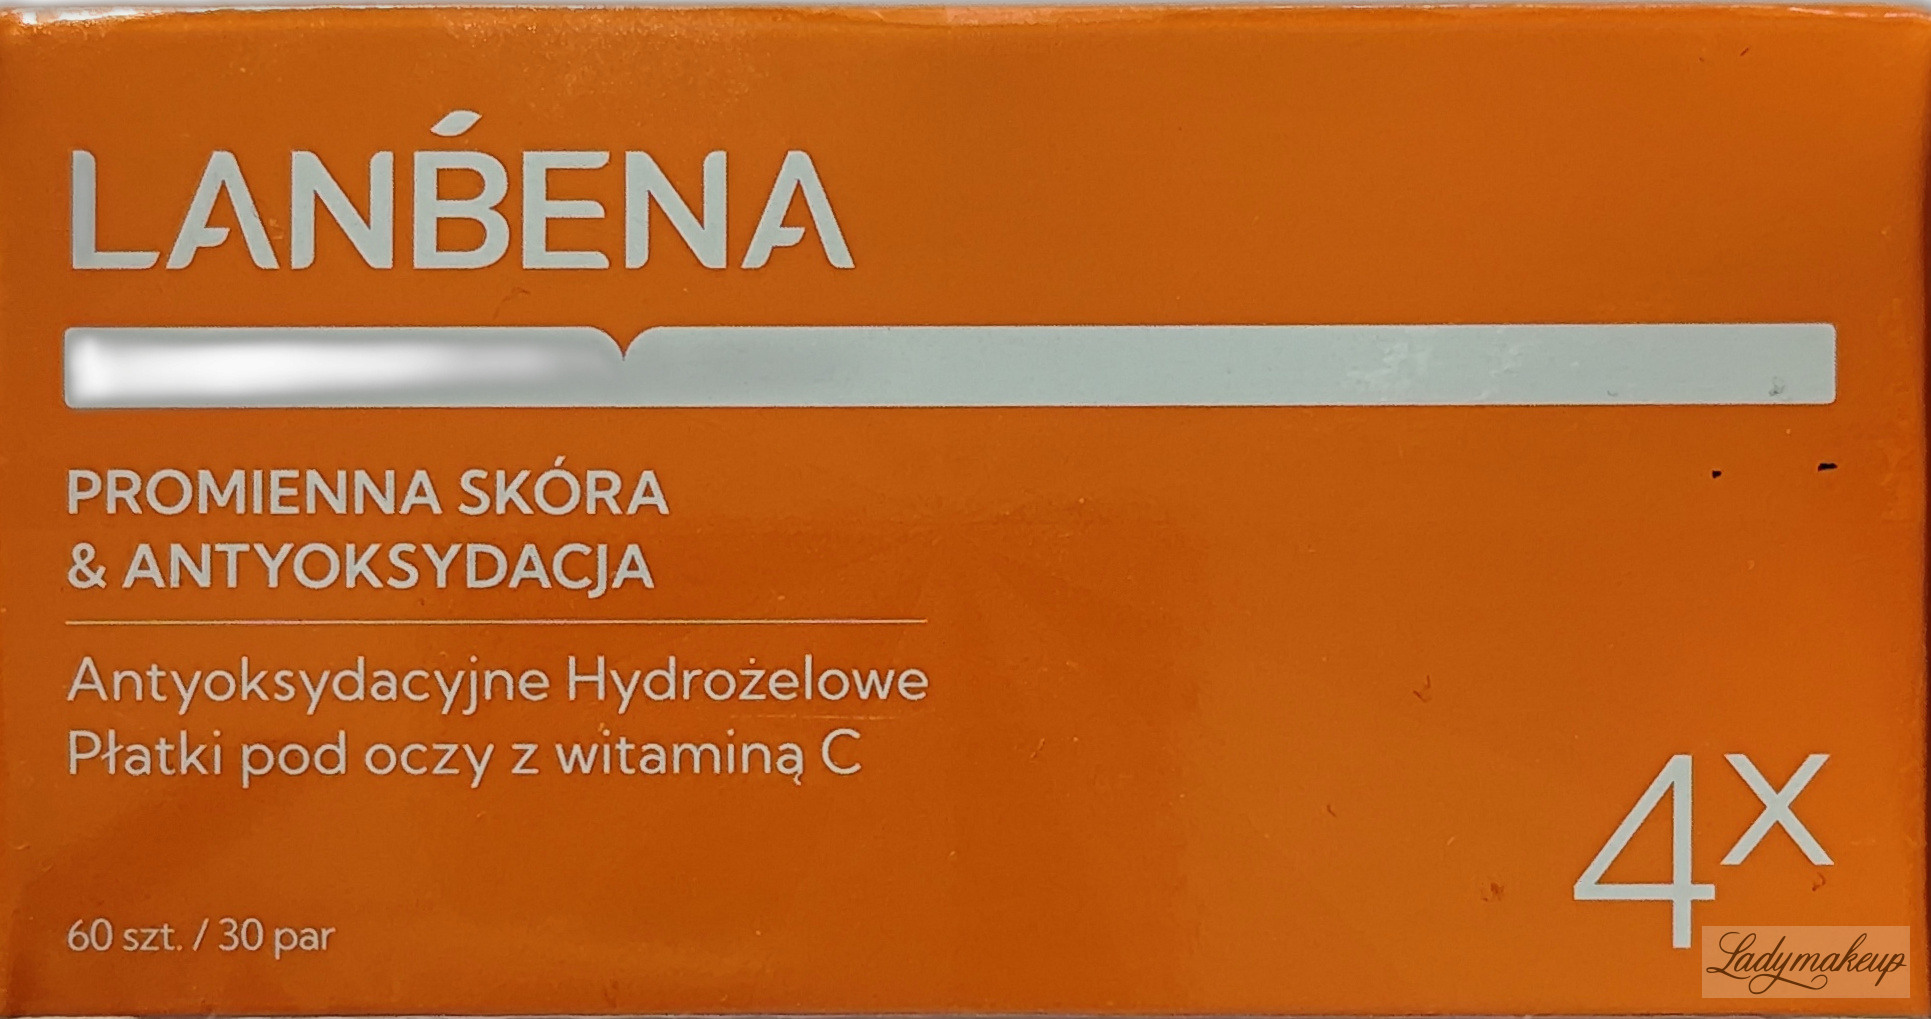 LANBENA
PROMIENNA SKÓRA
& ANTYOKSYDACJA
Antyoksydacyjne Hydrożelowe
Płatki pod oczy z witaminą C
4X
60 szt. / 30 par
Ladymakeup